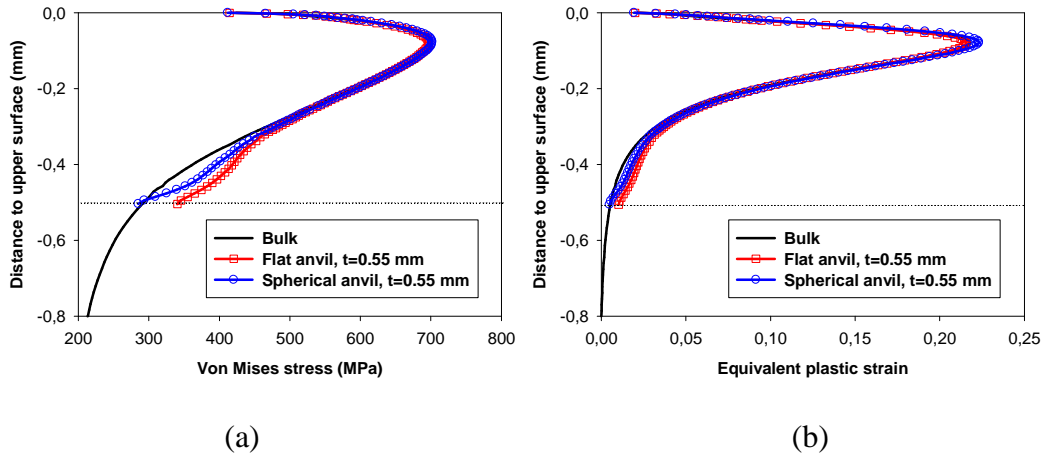 Distance to upper surface (mm)
0,0
-0,2
-0,4
-0,6
-0,8
Bulk
Flat anvil, t=0.55 mm
Spherical anvil, t=0.55 mm
200 300 400 500 600 700 800
Von Mises stress (MPa)
(a)
Distance to upper surface (mm)
0,0
-0,2
-0,4
-0,6
-0,8
Bulk
Flat anvil, t=0.55 mm
Spherical anvil, t=0.55 mm
0,00 0,05 0,10 0,15 0,20 0,25
Equivalent plastic strain
(b)